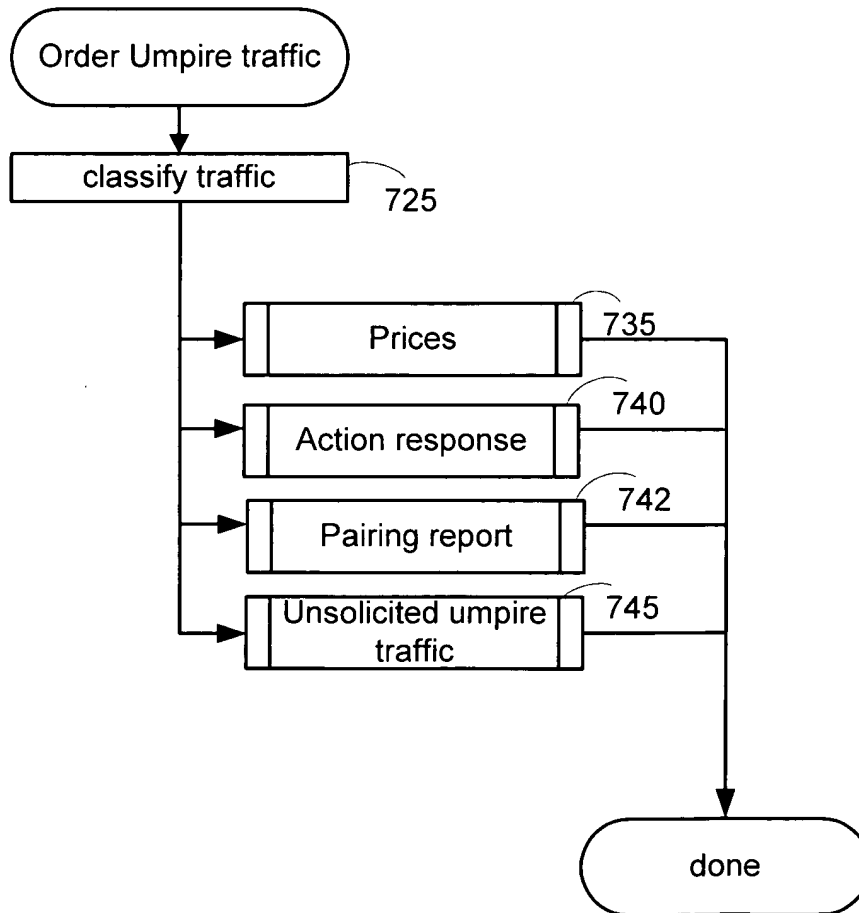 Order Umpire traffic
classify traffic
725
Prices
735
Action response
740
Pairing report
742
Unsolicited umpire
traffic
745
done